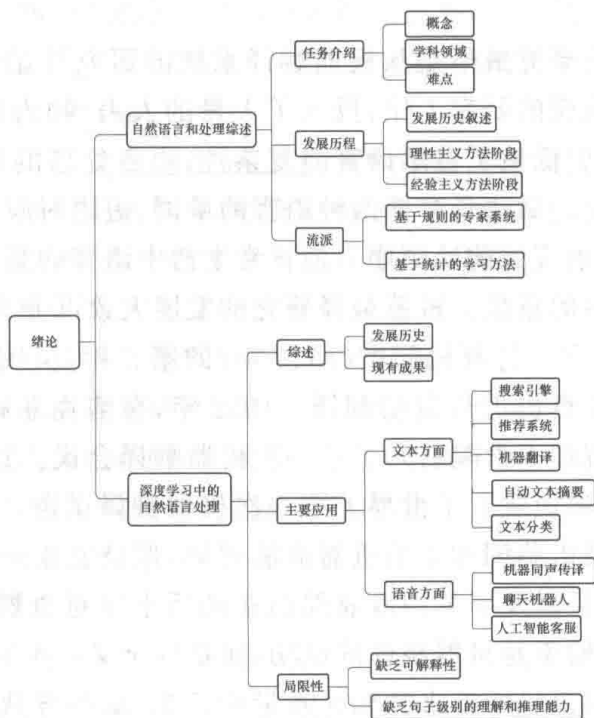 绪论
自然语言和处理综述
任务介绍
概念
学科领域
难点
发展历程
发展历史叙述
理性主义方法阶段
经验主义方法阶段
流派
基于规则的专家系统
基于统计的学习方法
深度学习中的
自然语言处理
综述
发展历史
现有成果
主要应用
文本方面
搜索引擎
推荐系统
机器翻译
自动文本摘要
文本分类
语音方面
机器同声传译
聊天机器人
人工智能客服
局限性
缺乏可解释性
缺乏句子级别的理解和推理能力